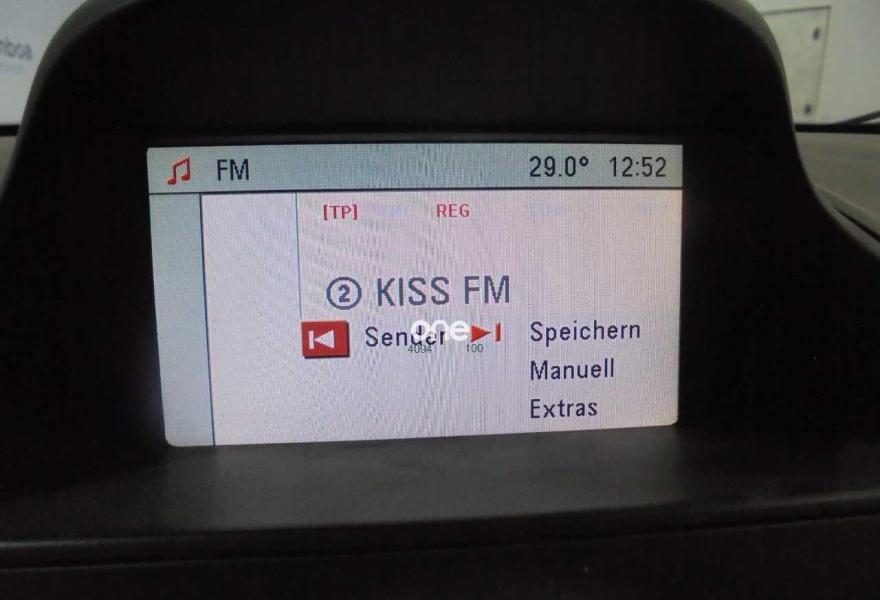 FM 29.0° 12:52
[TP] REG
② KISS FM
Sender
Speichern
Manuell
Extras
one
4094 100